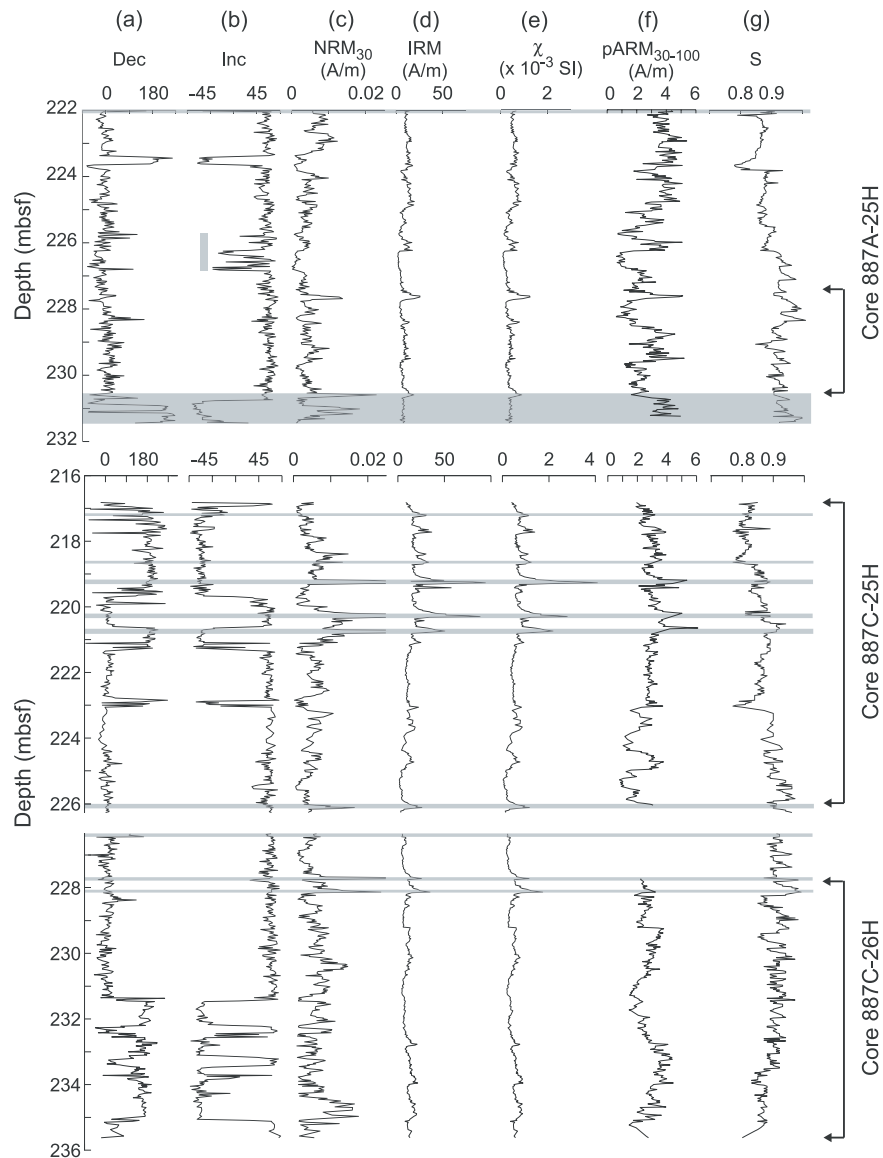 (a) (b) (c) (d) (e) (f) (g)
Dec Inc NRM30 (A/m) IRM (A/m) χ (x 10-3 SI) pARM30-100 (A/m) S
0 180 -45 45 0 0.02 0 50 0 2 0 2 4 6 0.8 0.9
222
224
226
228
230
232
Depth (mbsf)
Core 887A-25H
0 180 -45 45 0 0.02 0 50 0 2 4 0 2 4 6 0.8 0.9
216
218
220
222
224
226
Depth (mbsf)
Core 887C-25H
228
230
232
234
236
Core 887C-26H